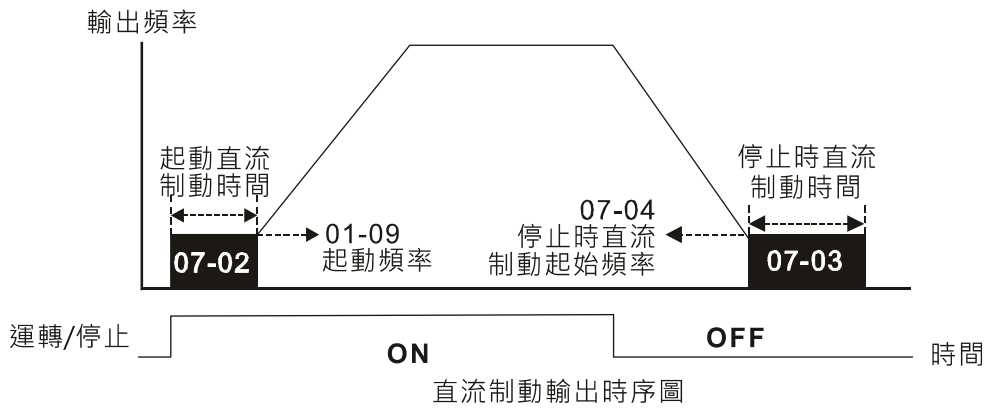 輸出頻率
起動直流
制動時間
07-02
01-09
起動頻率
07-04
停止時直流
制動起始頻率
停止時直流
制動時間
07-03
運轉/停止
ON
OFF
時間
直流制動輸出時序圖